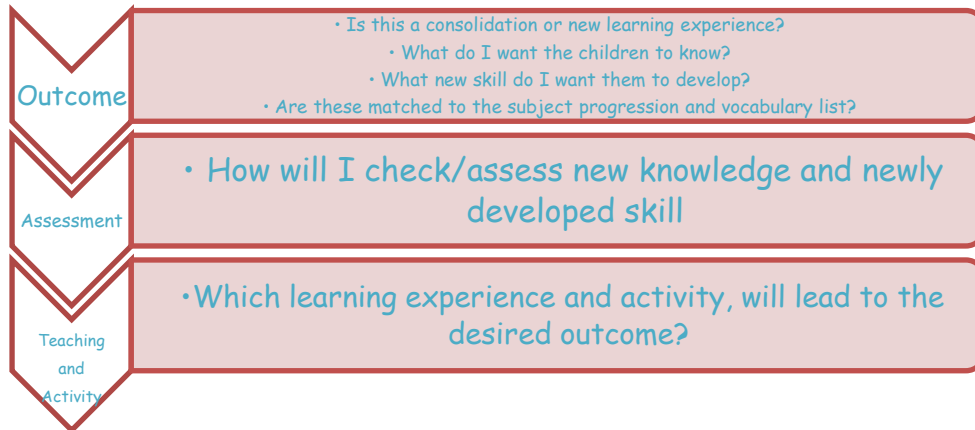 Outcome
• Is this a consolidation or new learning experience?
• What do I want the children to know?
• What new skill do I want them to develop?
• Are these matched to the subject progression and vocabulary list?
Assessment
• How will I check/assess new knowledge and newly
developed skill
Teaching
and
Activity
• Which learning experience and activity, will lead to the
desired outcome?